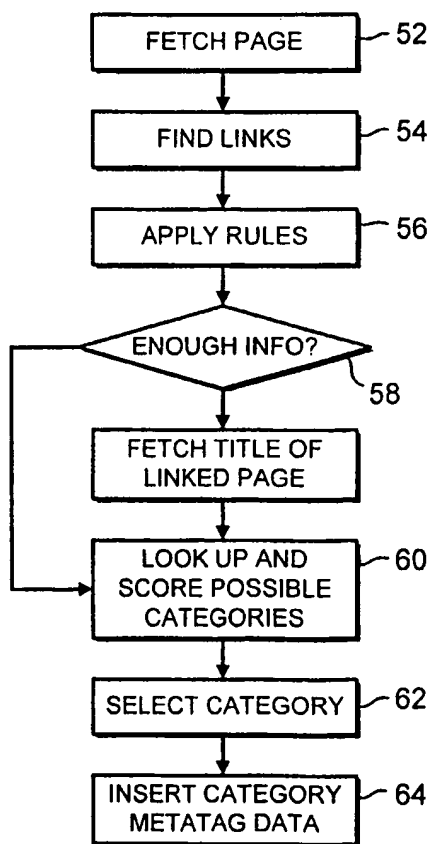 FETCH PAGE
52
FIND LINKS
54
APPLY RULES
56
ENOUGH INFO?
58
FETCH TITLE OF
LINKED PAGE
LOOK UP AND
SCORE POSSIBLE
CATEGORIES
60
SELECT CATEGORY
62
INSERT CATEGORY
METATAG DATA
64